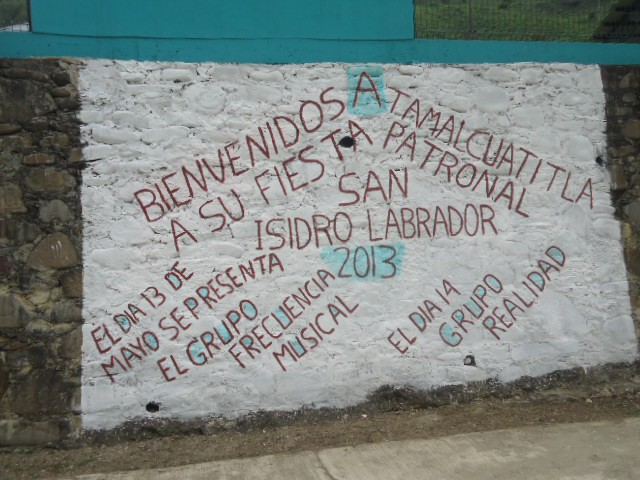 BIENVENIDOS A TAMALCUATITLA
A SU FIESTA PATRONAL
SAN
ISIDRO LABRADOR
2013
EL DIA 13 DE
MAYO SE PRESENTA
EL GRUPO
FRECUENCIA
MUSICAL
EL DIA 14
GRUPO
REALIDAD